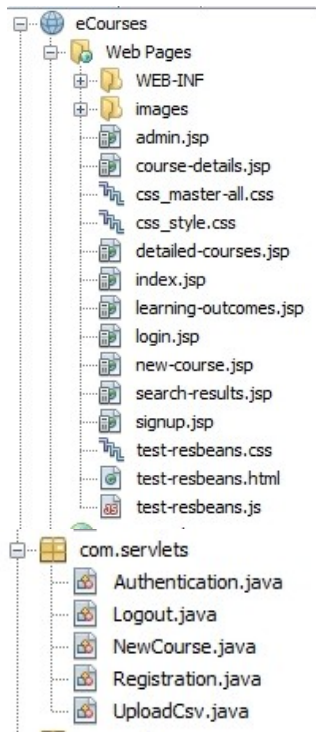 eCourses
Web Pages
WEB-INF
images
admin.jsp
course-details.jsp
css_master-all.css
css_style.css
detailed-courses.jsp
index.jsp
learning-outcomes.jsp
login.jsp
new-course.jsp
search-results.jsp
signup.jsp
test-resbeans.css
test-resbeans.html
test-resbeans.js
com.servlets
Authentication.java
Logout.java
NewCourse.java
Registration.java
UploadCsv.java